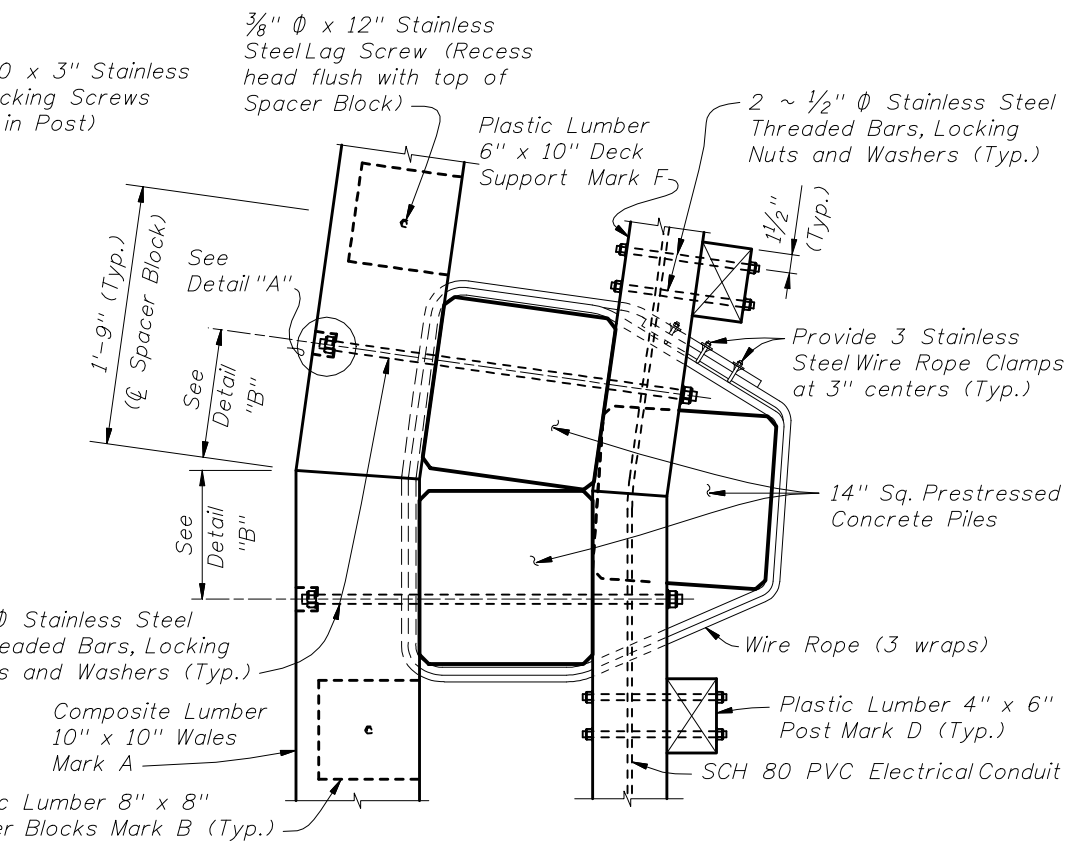 3/8" ϕ x 12" Stainless
Steel Lag Screw (Recess
head flush with top of
Spacer Block)
x 3" Stainless
Screws
in Post)
Plastic Lumber
6" x 10" Deck
Support Mark F
2 ~ 1/2" ϕ Stainless Steel
Threaded Bars, Locking
Nuts and Washers (Typ.)
1 1/2"
(Typ.)
See
Detail "A"
1'-9" (Typ.)
(℄ Spacer Block)
See
Detail
"B"
See
Detail
"B"
Provide 3 Stainless
Steel Wire Rope Clamps
at 3" centers (Typ.)
14" Sq. Prestressed
Concrete Piles
ϕ Stainless Steel
Bars, Locking
and Washers (Typ.)
Wire Rope (3 wraps)
Composite Lumber
10" x 10" Wales
Mark A
Plastic Lumber 4" x 6"
Post Mark D (Typ.)
SCH 80 PVC Electrical Conduit
Lumber 8" x 8"
Blocks Mark B (Typ.)